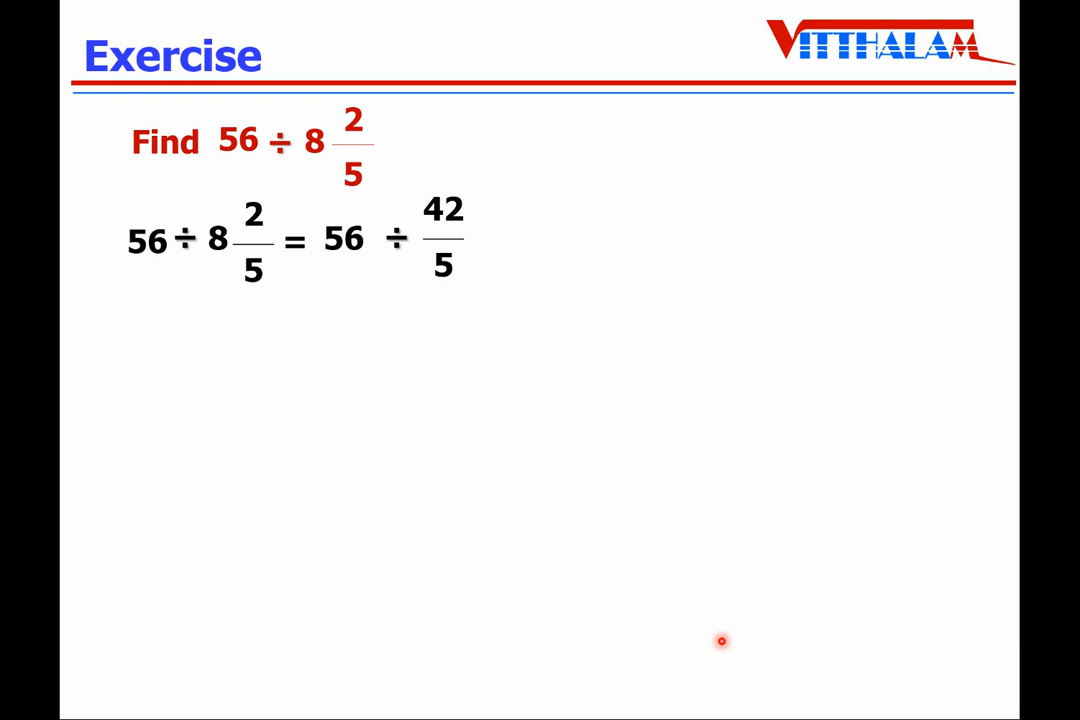 Exercise
VITTHALAM
Find 56 ÷ 8 2/5
56 ÷ 8 2/5 = 56 ÷ 42/5